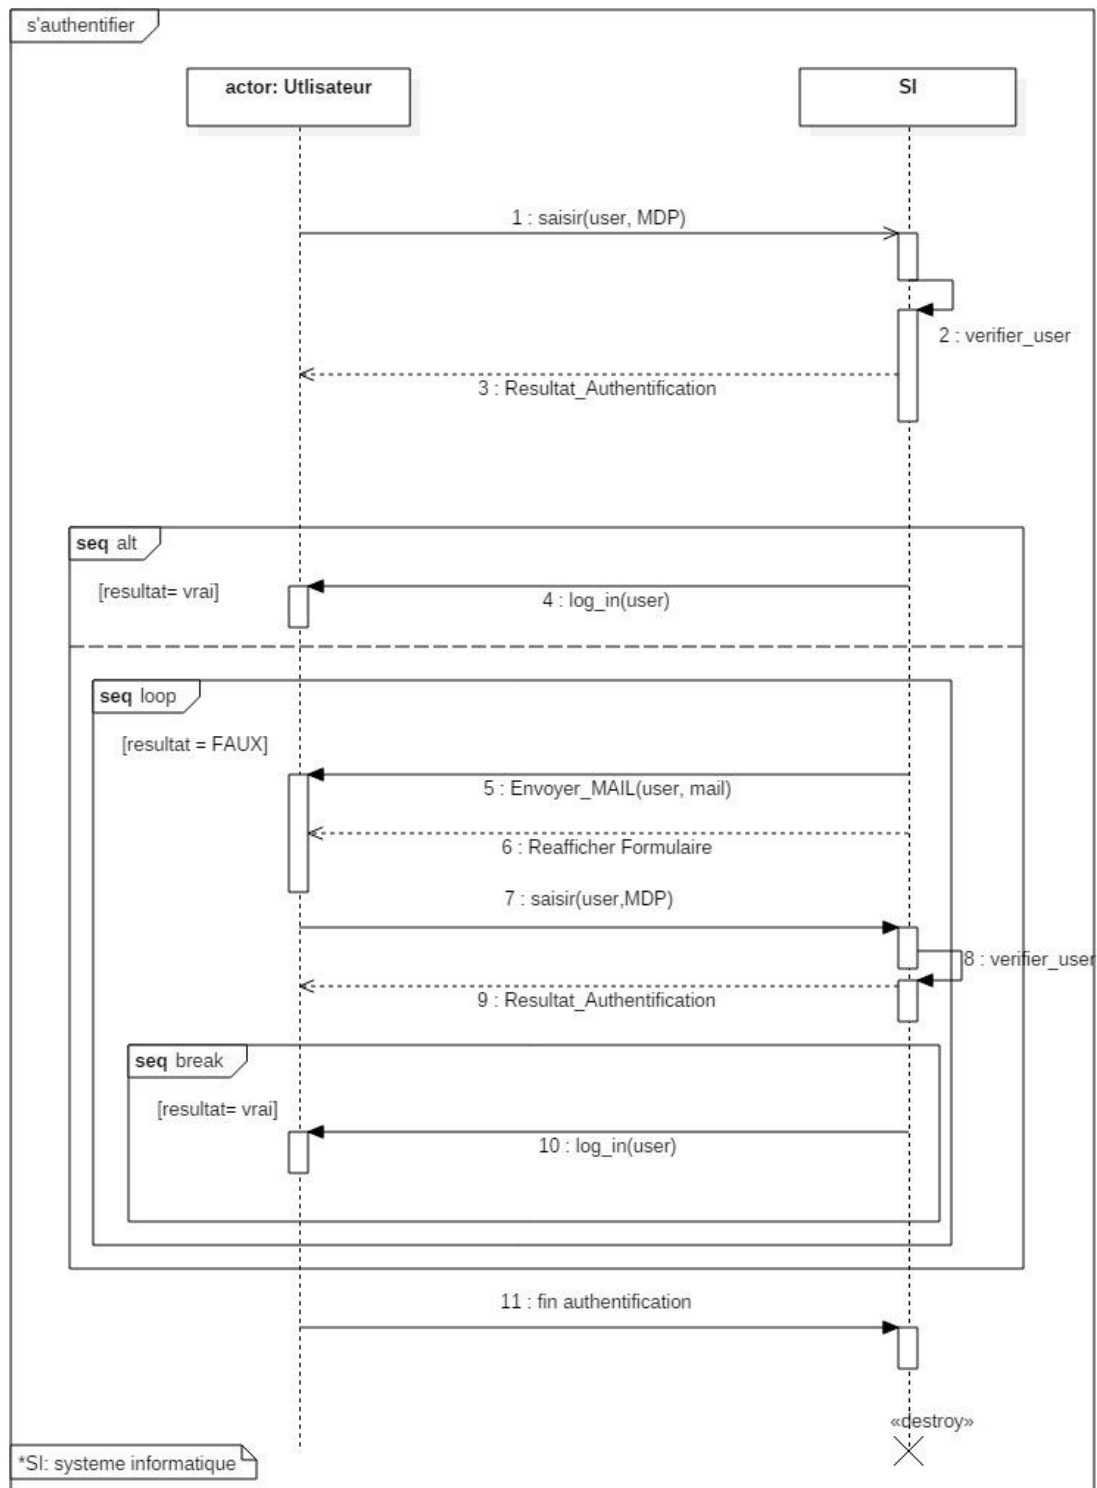 s'authentifier
actor: Utlisateur
SI
1 : saisir(user, MDP)
2 : verifier_user
3 : Resultat_Authentification
seq alt
[resultat= vrai]
4 : log_in(user)
seq loop
[resultat = FAUX]
5 : Envoyer_MAIL(user, mail)
6 : Reafficher Formulaire
7 : saisir(user,MDP)
8 : verifier_user
9 : Resultat_Authentification
seq break
[resultat= vrai]
10 : log_in(user)
11 : fin authentification
«destroy»
*SI: systeme informatique